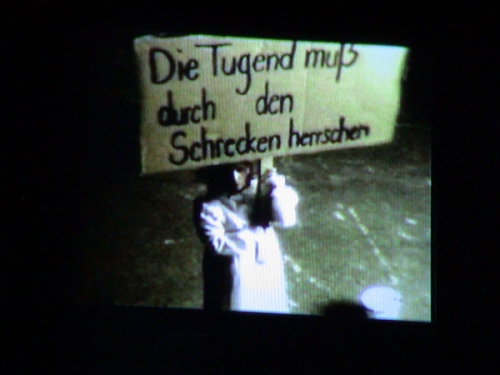 Die Tugend muß
durch den
Schrecken herrschen